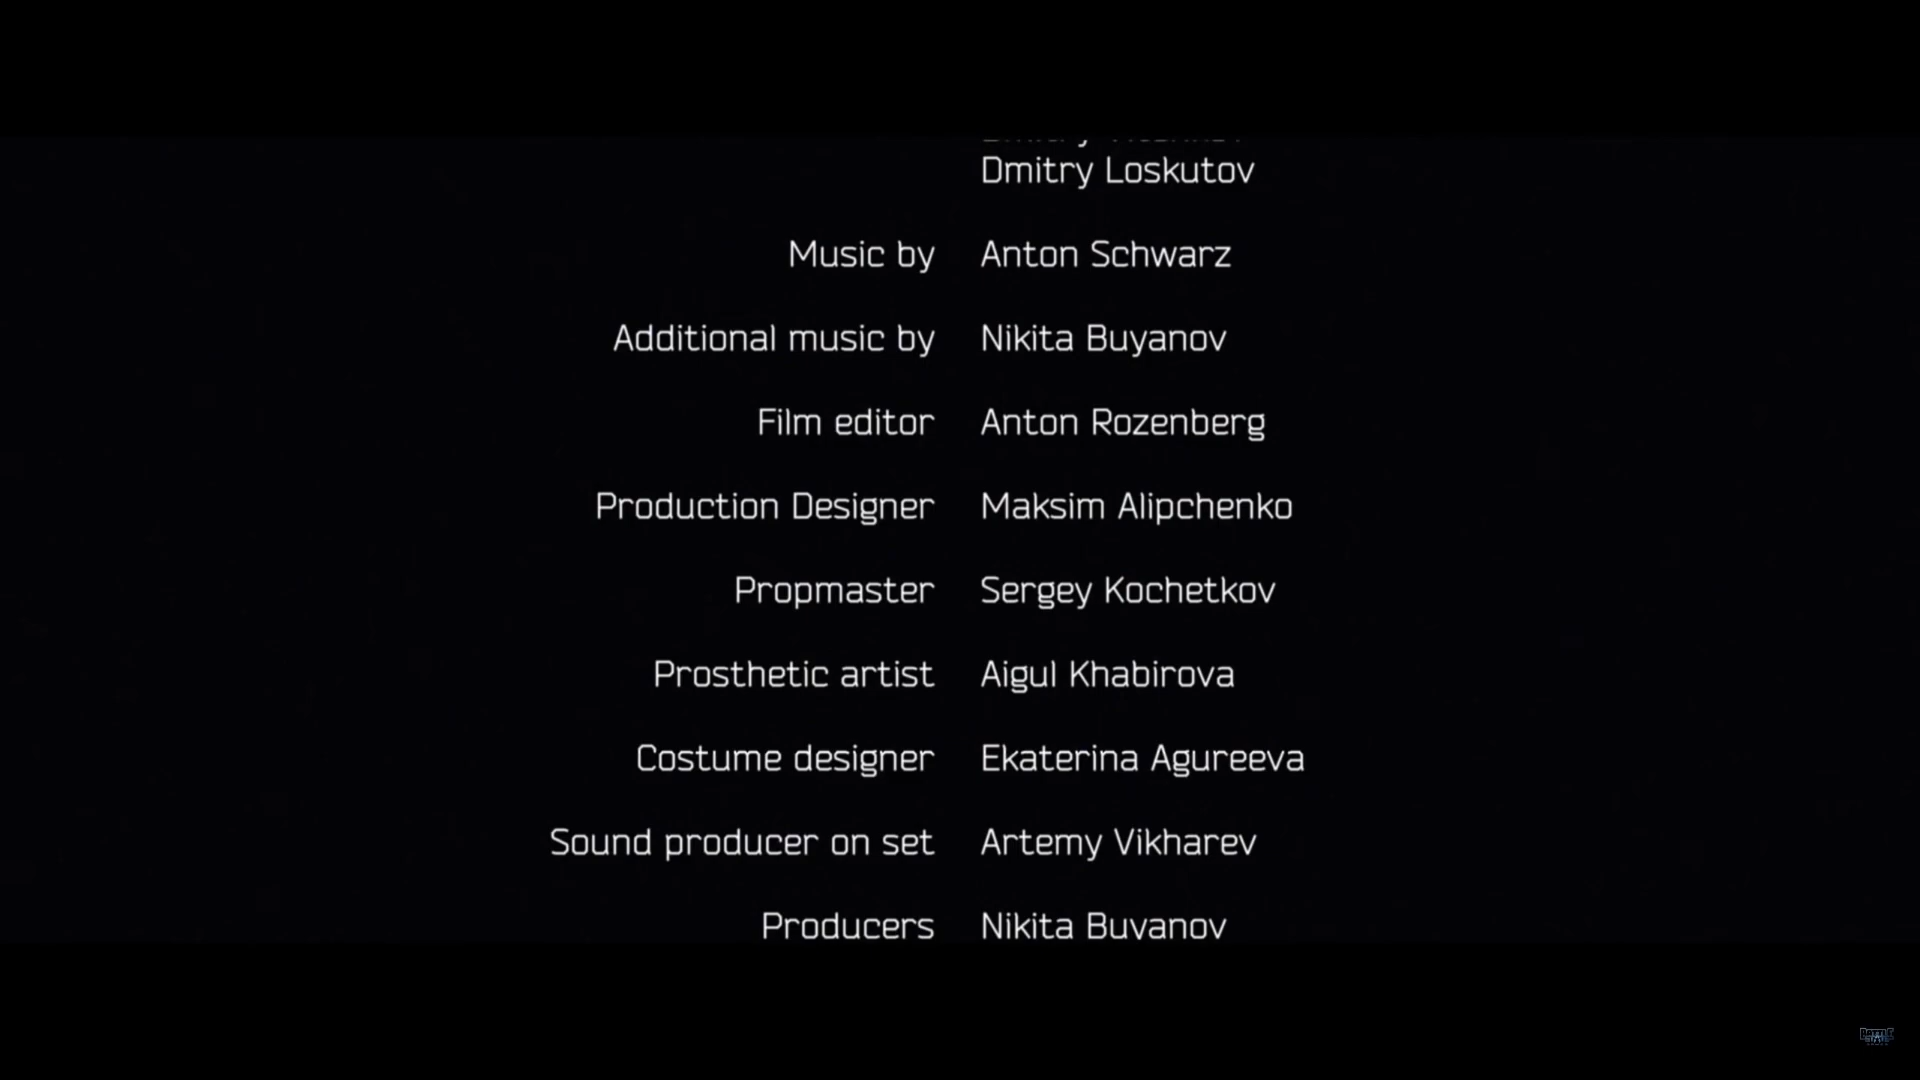 Dmitry Loskutov
Music by Anton Schwarz
Additional music by Nikita Buyanov
Film editor Anton Rozenberg
Production Designer Maksim Alipchenko
Propmaster Sergey Kochetkov
Prosthetic artist Aigul Khabirova
Costume designer Ekaterina Agureeva
Sound producer on set Artemy Vikharev
Producers Nikita Buyanov
BATTLE
STATE